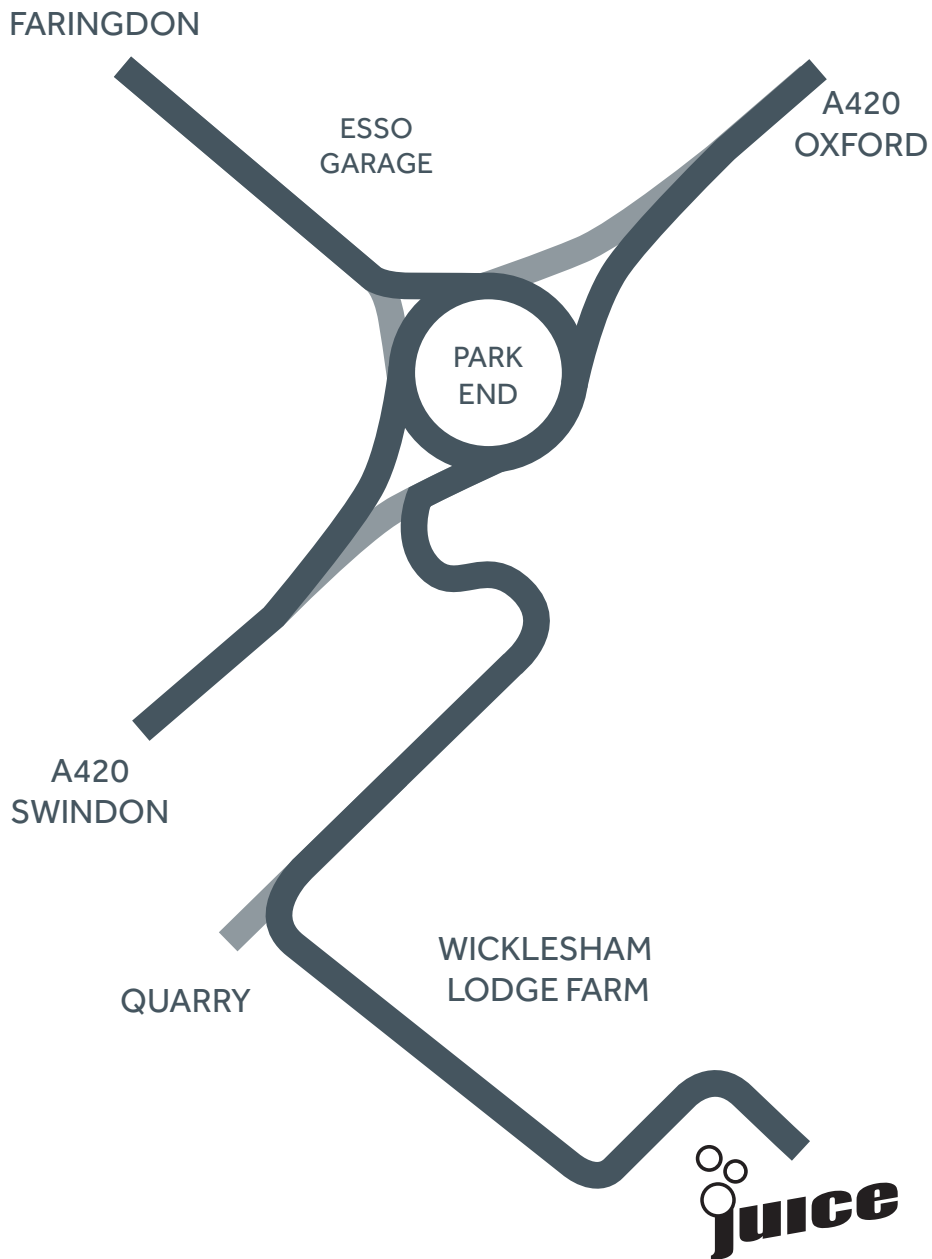 FARINGDON
A420
OXFORD
ESSO
GARAGE
PARK
END
A420
SWINDON
WICKLESHAM
LODGE FARM
QUARRY
juice